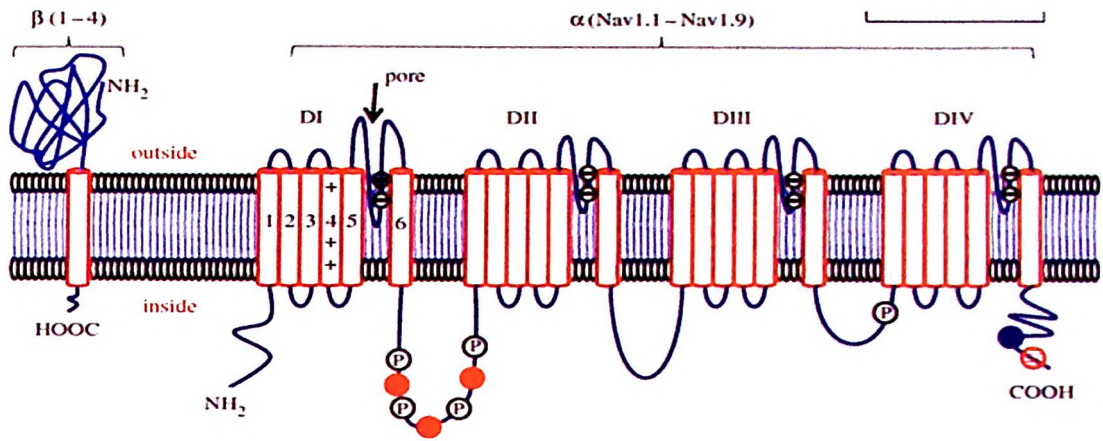 β (1–4)
α (Nav1.1 – Nav1.9)
NH2
pore
DI
DII
DIII
DIV
outside
+
1 2 3 4 5 6
+
+
inside
HOOC
NH2
P
P
P
P
P
COOH